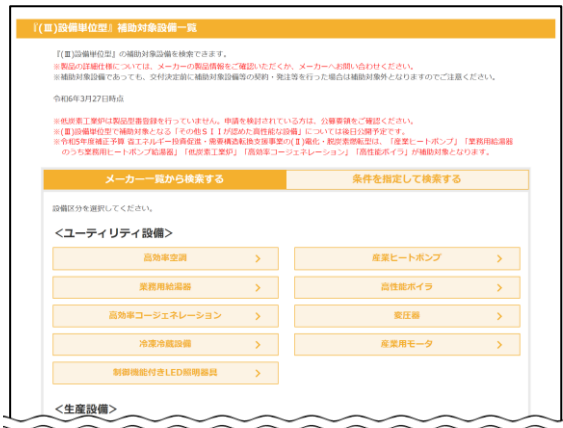 『(Ⅲ)設備単位型』補助対象設備一覧
『(Ⅲ)設備単位型』の補助対象設備を検索できます。
※製品の詳細仕様については、メーカーの製品情報をご確認いただくか、メーカーへお問い合わせください。
※補助対象設備であっても、交付決定前に補助対象設備等の契約・発注等を行った場合は補助対象外となりますのでご注意ください。
令和6年3月27日時点
※低炭素工業炉は製品型番登録を行っていません。申請を検討されている方は、公募要領をご確認ください。
※(Ⅲ)設備単位型で補助対象となる「その他SIIが認めた高性能な設備」については後日公開予定です。
※令和5年度補正予算 省エネルギー投資促進・需要構造転換支援事業の(Ⅱ)電化・脱炭素燃転型は、「産業ヒートポンプ」「業務用給湯器
のうち業務用ヒートポンプ給湯器」「低炭素工業炉」「高効率コージェネレーション」「高性能ボイラ」が補助対象となります。
メーカー一覧から検索する
条件を指定して検索する
設備区分を選択してください。
＜ユーティリティ設備＞
高効率空調 >
産業ヒートポンプ >
業務用給湯器 >
高性能ボイラ >
高効率コージェネレーション >
変圧器 >
冷凍冷蔵設備 >
産業用モータ >
制御機能付きLED照明器具 >
＜生産設備＞